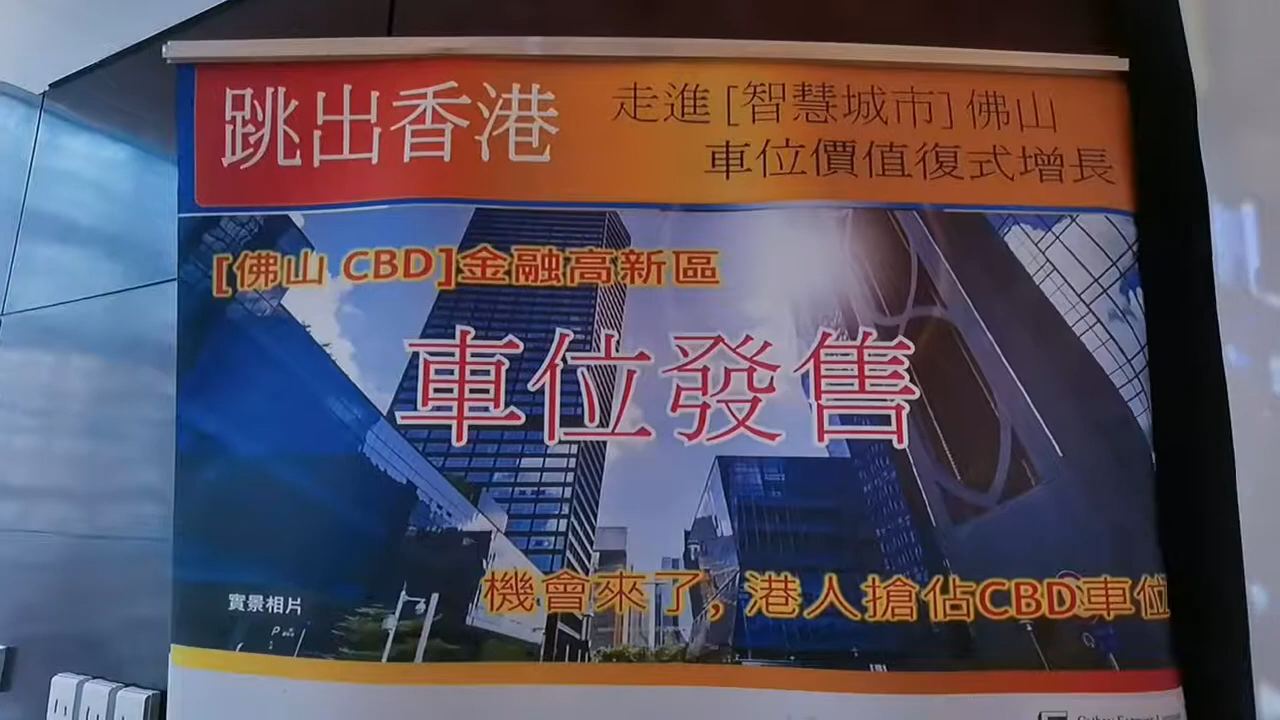 跳出香港
走進[智慧城市]佛山
車位價值復式增長
[佛山 CBD]金融高新區
車位發售
機會來了，港人搶佔CBD車位
實景相片